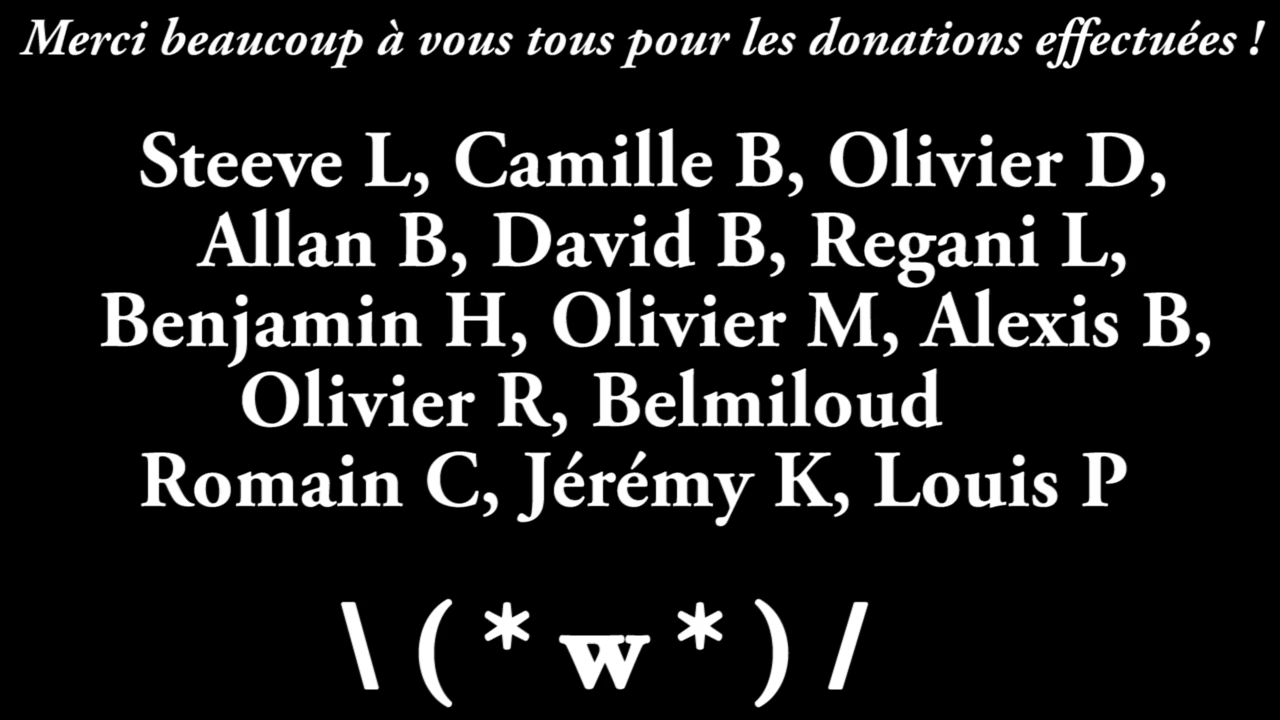 Merci beaucoup à vous tous pour les donations effectuées !
Steeve L, Camille B, Olivier D,
Allan B, David B, Regani L,
Benjamin H, Olivier M, Alexis B,
Olivier R, Belmiloud
Romain C, Jérémy K, Louis P
\ ( * w * ) /